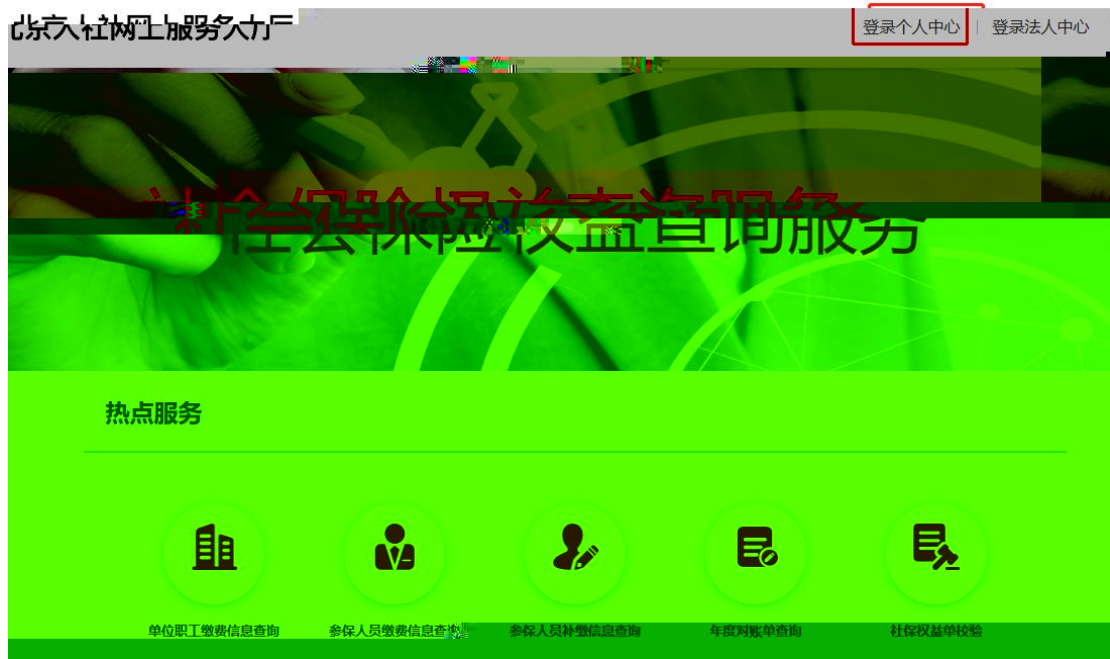 北京人社网上服务大厅
登录个人中心 | 登录法人中心
社会保险权益查询服务
热点服务
单位职工缴费信息查询
参保人员缴费信息查询
参保人员补缴信息查询
年度对账单查询
社保权益单校验